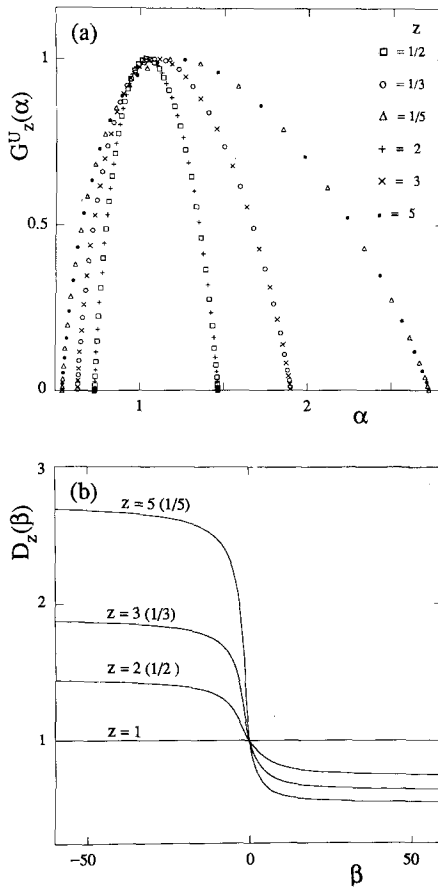 (a)
z
□ = 1/2
○ = 1/3
△ = 1/5
+ = 2
× = 3
• = 5
G^U_z(α)
1
0.5
0
1
2
α
(b)
D_z(β)
3
2
1
z = 5 (1/5)
z = 3 (1/3)
z = 2 (1/2 )
z = 1
−50
0
50
β